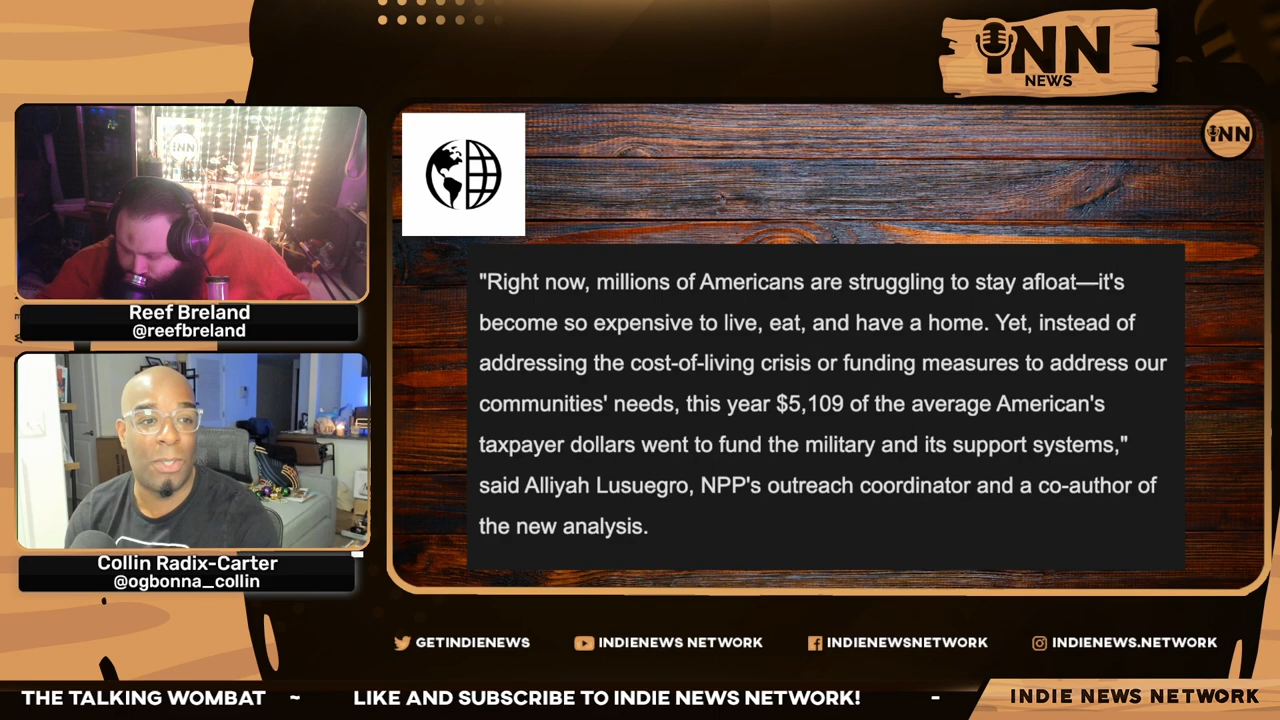 INN
NEWS
INN
Reef Breland
@reefbreland
Collin Radix-Carter
@ogbonna_collin
"Right now, millions of Americans are struggling to stay afloat—it's
become so expensive to live, eat, and have a home. Yet, instead of
addressing the cost-of-living crisis or funding measures to address our
communities' needs, this year $5,109 of the average American's
taxpayer dollars went to fund the military and its support systems,"
said Alliyah Lusuegro, NPP's outreach coordinator and a co-author of
the new analysis.
GETINDIENEWS
INDIENEWS NETWORK
INDIENEWSNETWORK
INDIENEWS.NETWORK
THE TALKING WOMBAT ~ LIKE AND SUBSCRIBE TO INDIE NEWS NETWORK! -
INDIE NEWS NETWORK